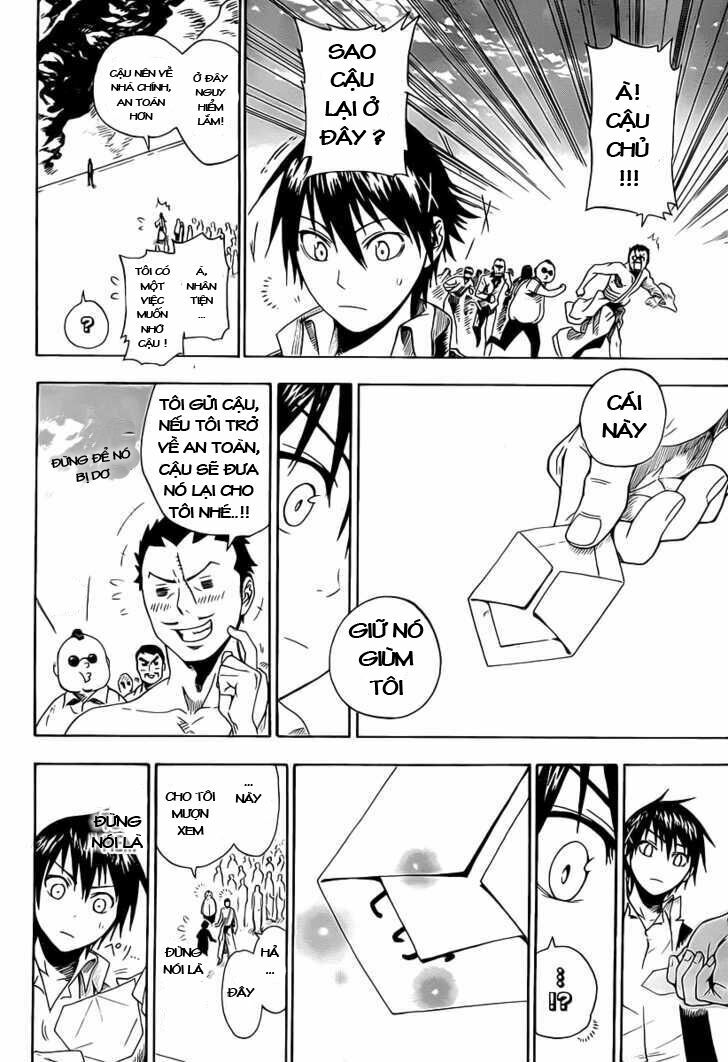 À!
CẬU
CHỦ
!!!
SAO
CẬU
LẠI Ở
ĐÂY ?
Ở ĐÂY
NGUY
HIỂM
LẮM!
CẬU NÊN VỀ
NHÀ CHÍNH,
AN TOÀN
HƠN
À,
NHÂN
TIỆN
...
TÔI CÓ
MỘT
VIỆC
MUỐN
NHỜ
CẬU !
?
CÁI
NÀY
GIỮ NÓ
GIÙM
TÔI
TÔI GỬI CẬU,
NẾU TÔI TRỞ
VỀ AN TOÀN,
CẬU SẼ ĐƯA
NÓ LẠI CHO
TÔI NHÉ..!!
ĐỪNG ĐỂ NÓ
BỊ DƠ
...
!?
...
NÀY
CHO TÔI
MƯỢN
XEM
HẢ
...
ĐÂY
ĐỪNG
NÓI LÀ
ĐỪNG
NÓI LÀ